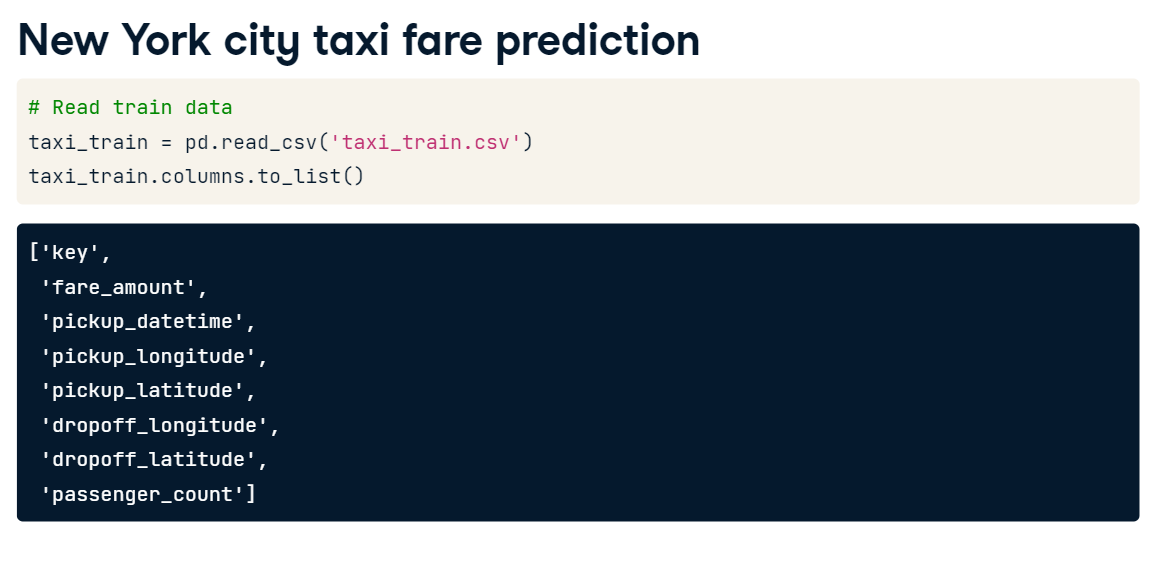 New York city taxi fare prediction
# Read train data
taxi_train = pd.read_csv('taxi_train.csv')
taxi_train.columns.to_list()
['key',
 'fare_amount',
 'pickup_datetime',
 'pickup_longitude',
 'pickup_latitude',
 'dropoff_longitude',
 'dropoff_latitude',
 'passenger_count']